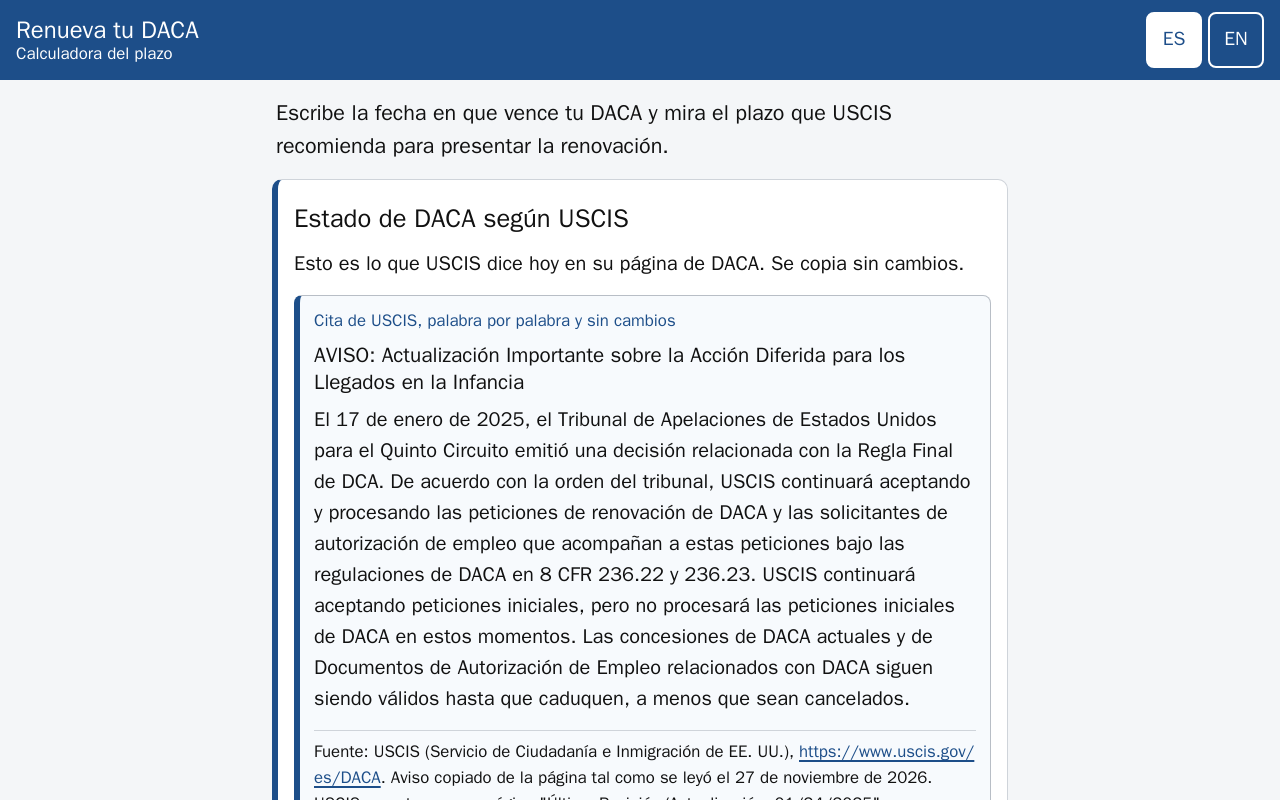 Renueva tu DACA
Calculadora del plazo
ES
EN
Escribe la fecha en que vence tu DACA y mira el plazo que USCIS
recomienda para presentar la renovación.
Estado de DACA según USCIS
Esto es lo que USCIS dice hoy en su página de DACA. Se copia sin cambios.
Cita de USCIS, palabra por palabra y sin cambios
AVISO: Actualización Importante sobre la Acción Diferida para los
Llegados en la Infancia
El 17 de enero de 2025, el Tribunal de Apelaciones de Estados Unidos
para el Quinto Circuito emitió una decisión relacionada con la Regla Final
de DCA. De acuerdo con la orden del tribunal, USCIS continuará aceptando
y procesando las peticiones de renovación de DACA y las solicitantes de
autorización de empleo que acompañan a estas peticiones bajo las
regulaciones de DACA en 8 CFR 236.22 y 236.23. USCIS continuará
aceptando peticiones iniciales, pero no procesará las peticiones iniciales
de DACA en estos momentos. Las concesiones de DACA actuales y de
Documentos de Autorización de Empleo relacionados con DACA siguen
siendo válidos hasta que caduquen, a menos que sean cancelados.
Fuente: USCIS (Servicio de Ciudadanía e Inmigración de EE. UU.), https://www.uscis.gov/
es/DACA. Aviso copiado de la página tal como se leyó el 27 de noviembre de 2026.